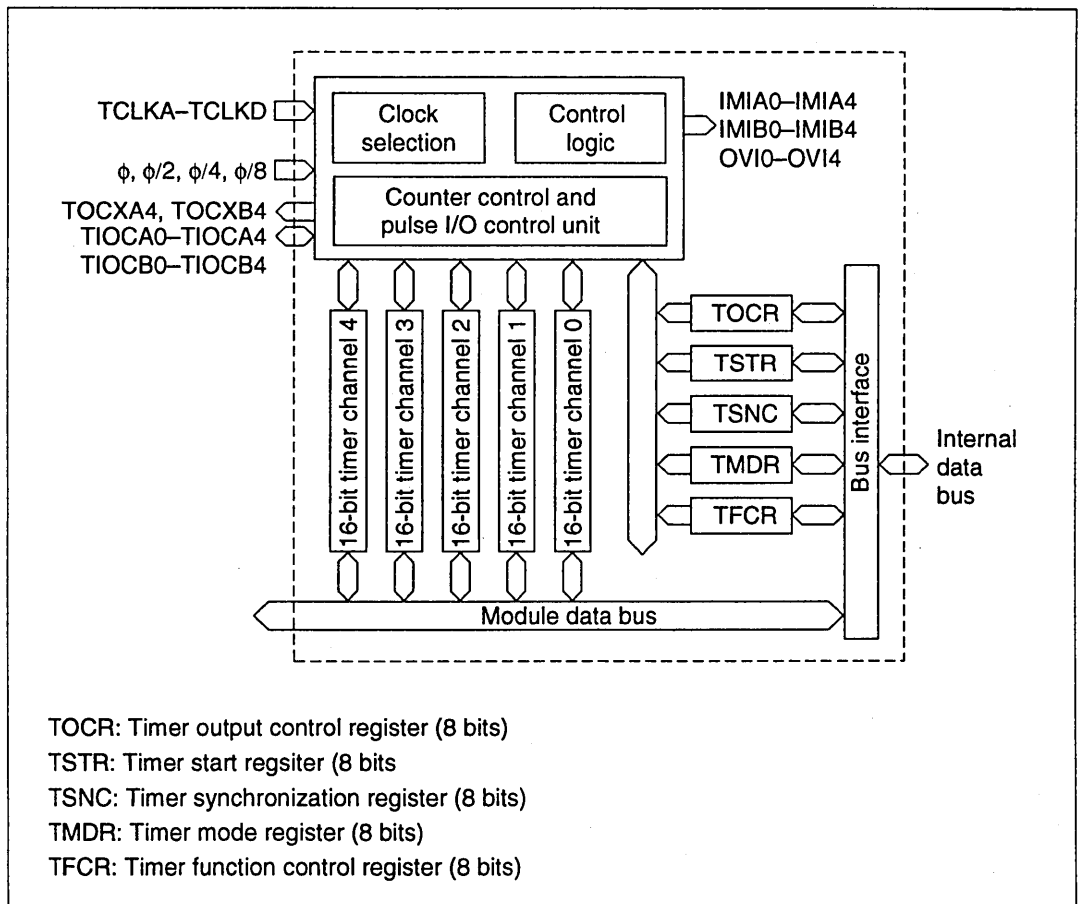 TCLKA–TCLKD
ϕ, ϕ/2, ϕ/4, ϕ/8
TOCXA4, TOCXB4
TIOCA0–TIOCA4
TIOCB0–TIOCB4
Clock
selection
Control
logic
Counter control and
pulse I/O control unit
IMIA0–IMIA4
IMIB0–IMIB4
OVI0–OVI4
16-bit timer channel 4
16-bit timer channel 3
16-bit timer channel 2
16-bit timer channel 1
16-bit timer channel 0
TOCR
TSTR
TSNC
TMDR
TFCR
Bus interface
Internal
data
bus
Module data bus
TOCR: Timer output control register (8 bits)
TSTR: Timer start regsiter (8 bits
TSNC: Timer synchronization register (8 bits)
TMDR: Timer mode register (8 bits)
TFCR: Timer function control register (8 bits)